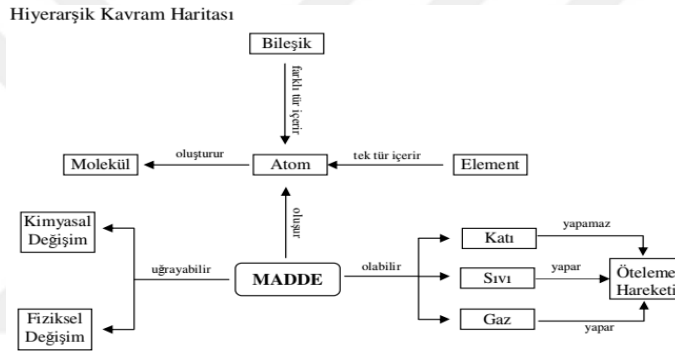 Hiyerarşik Kavram Haritası
Bileşik
farklı tür içerir
Molekül
oluşturur
Atom
tek tür içerir
Element
oluşur
Kimyasal
Değişim
Fiziksel
Değişim
uğrayabilir
MADDE
olabilir
Katı
Sıvı
Gaz
yapamaz
yapar
yapar
Öteleme
Hareketi